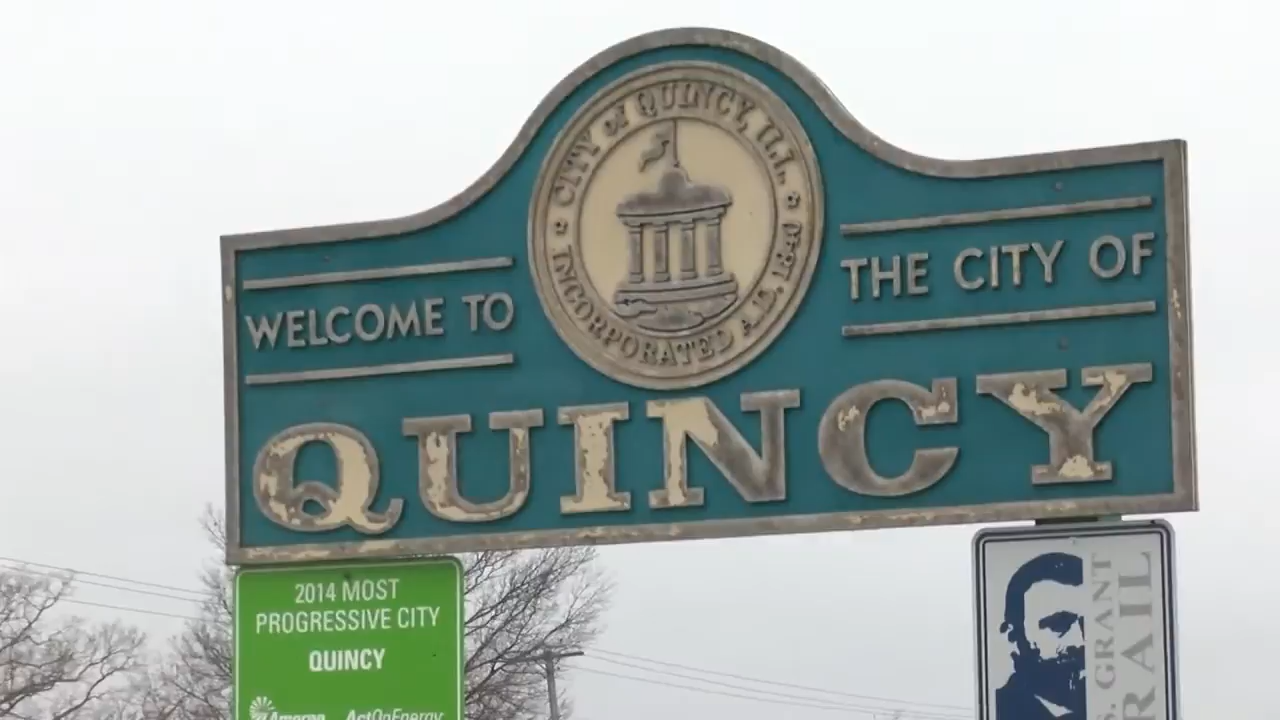 CITY of QUINCY, ILL.
INCORPORATED A.D. 1840
WELCOME TO
THE CITY OF
QUINCY
2014 MOST
PROGRESSIVE CITY
QUINCY
Ameren ActOnEnergy
S. GRANT
RAIL